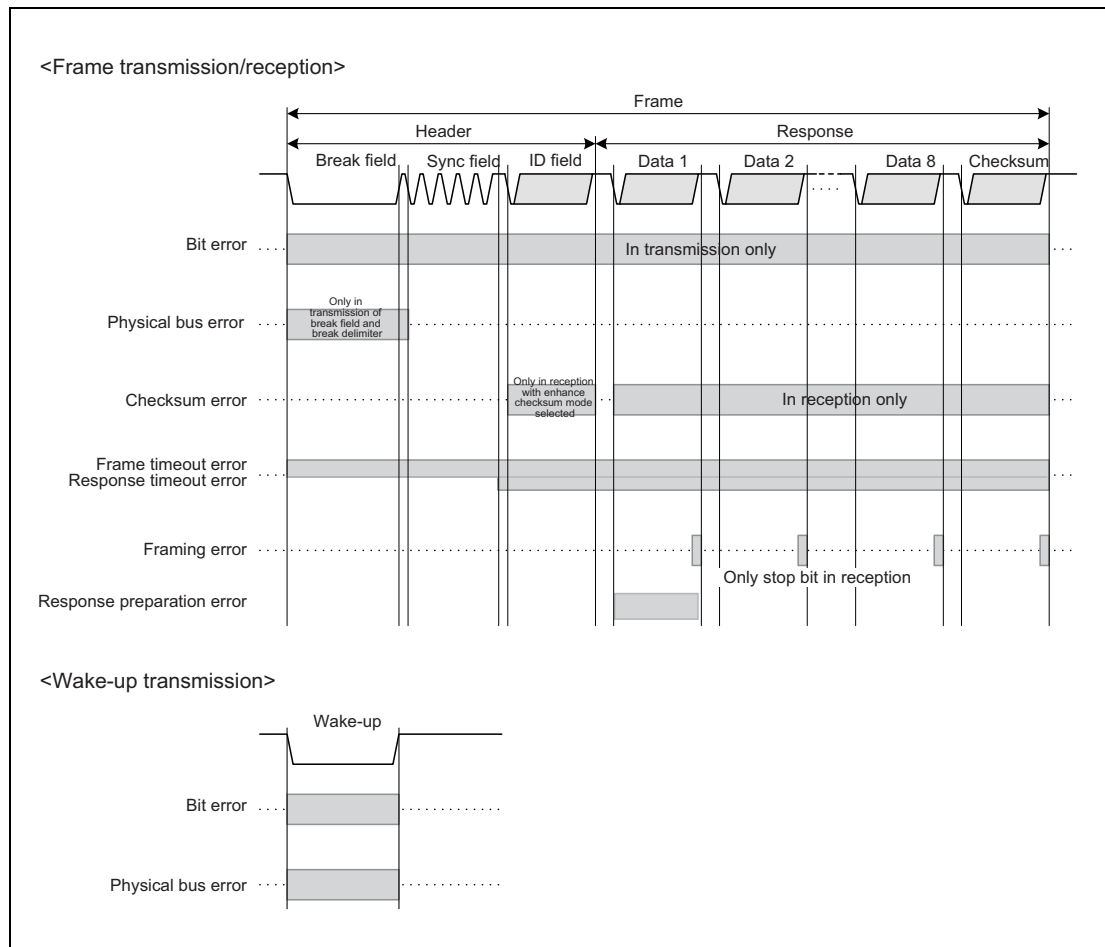 <Frame transmission/reception>
Frame
Header
Response
Break field
Sync field
ID field
Data 1
Data 2
Data 8
Checksum
Bit error
In transmission only
Physical bus error
Only in
transmission of
break field and
break delimiter
Checksum error
Only in reception
with enhance
checksum mode
selected
In reception only
Frame timeout error
Response timeout error
Framing error
Only stop bit in reception
Response preparation error
<Wake-up transmission>
Wake-up
Bit error
Physical bus error